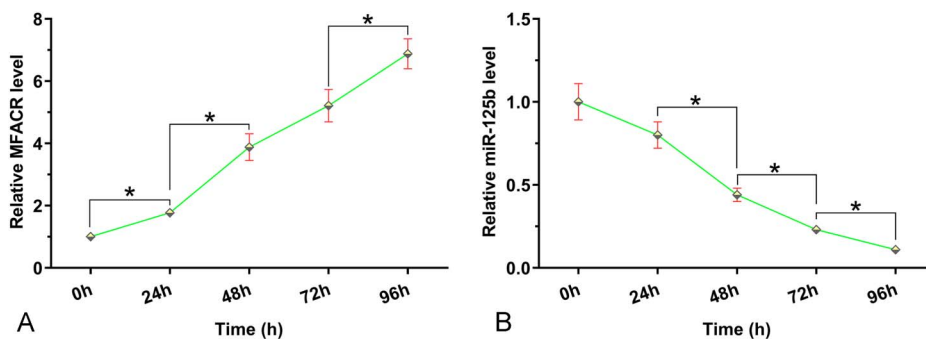 Relative MFACR level
8
6
4
2
0
*
*
*
0h
24h
48h
72h
96h
Time (h)
A
Relative miR-125b level
1.5
1.0
0.5
0.0
*
*
*
0h
24h
48h
72h
96h
Time (h)
B